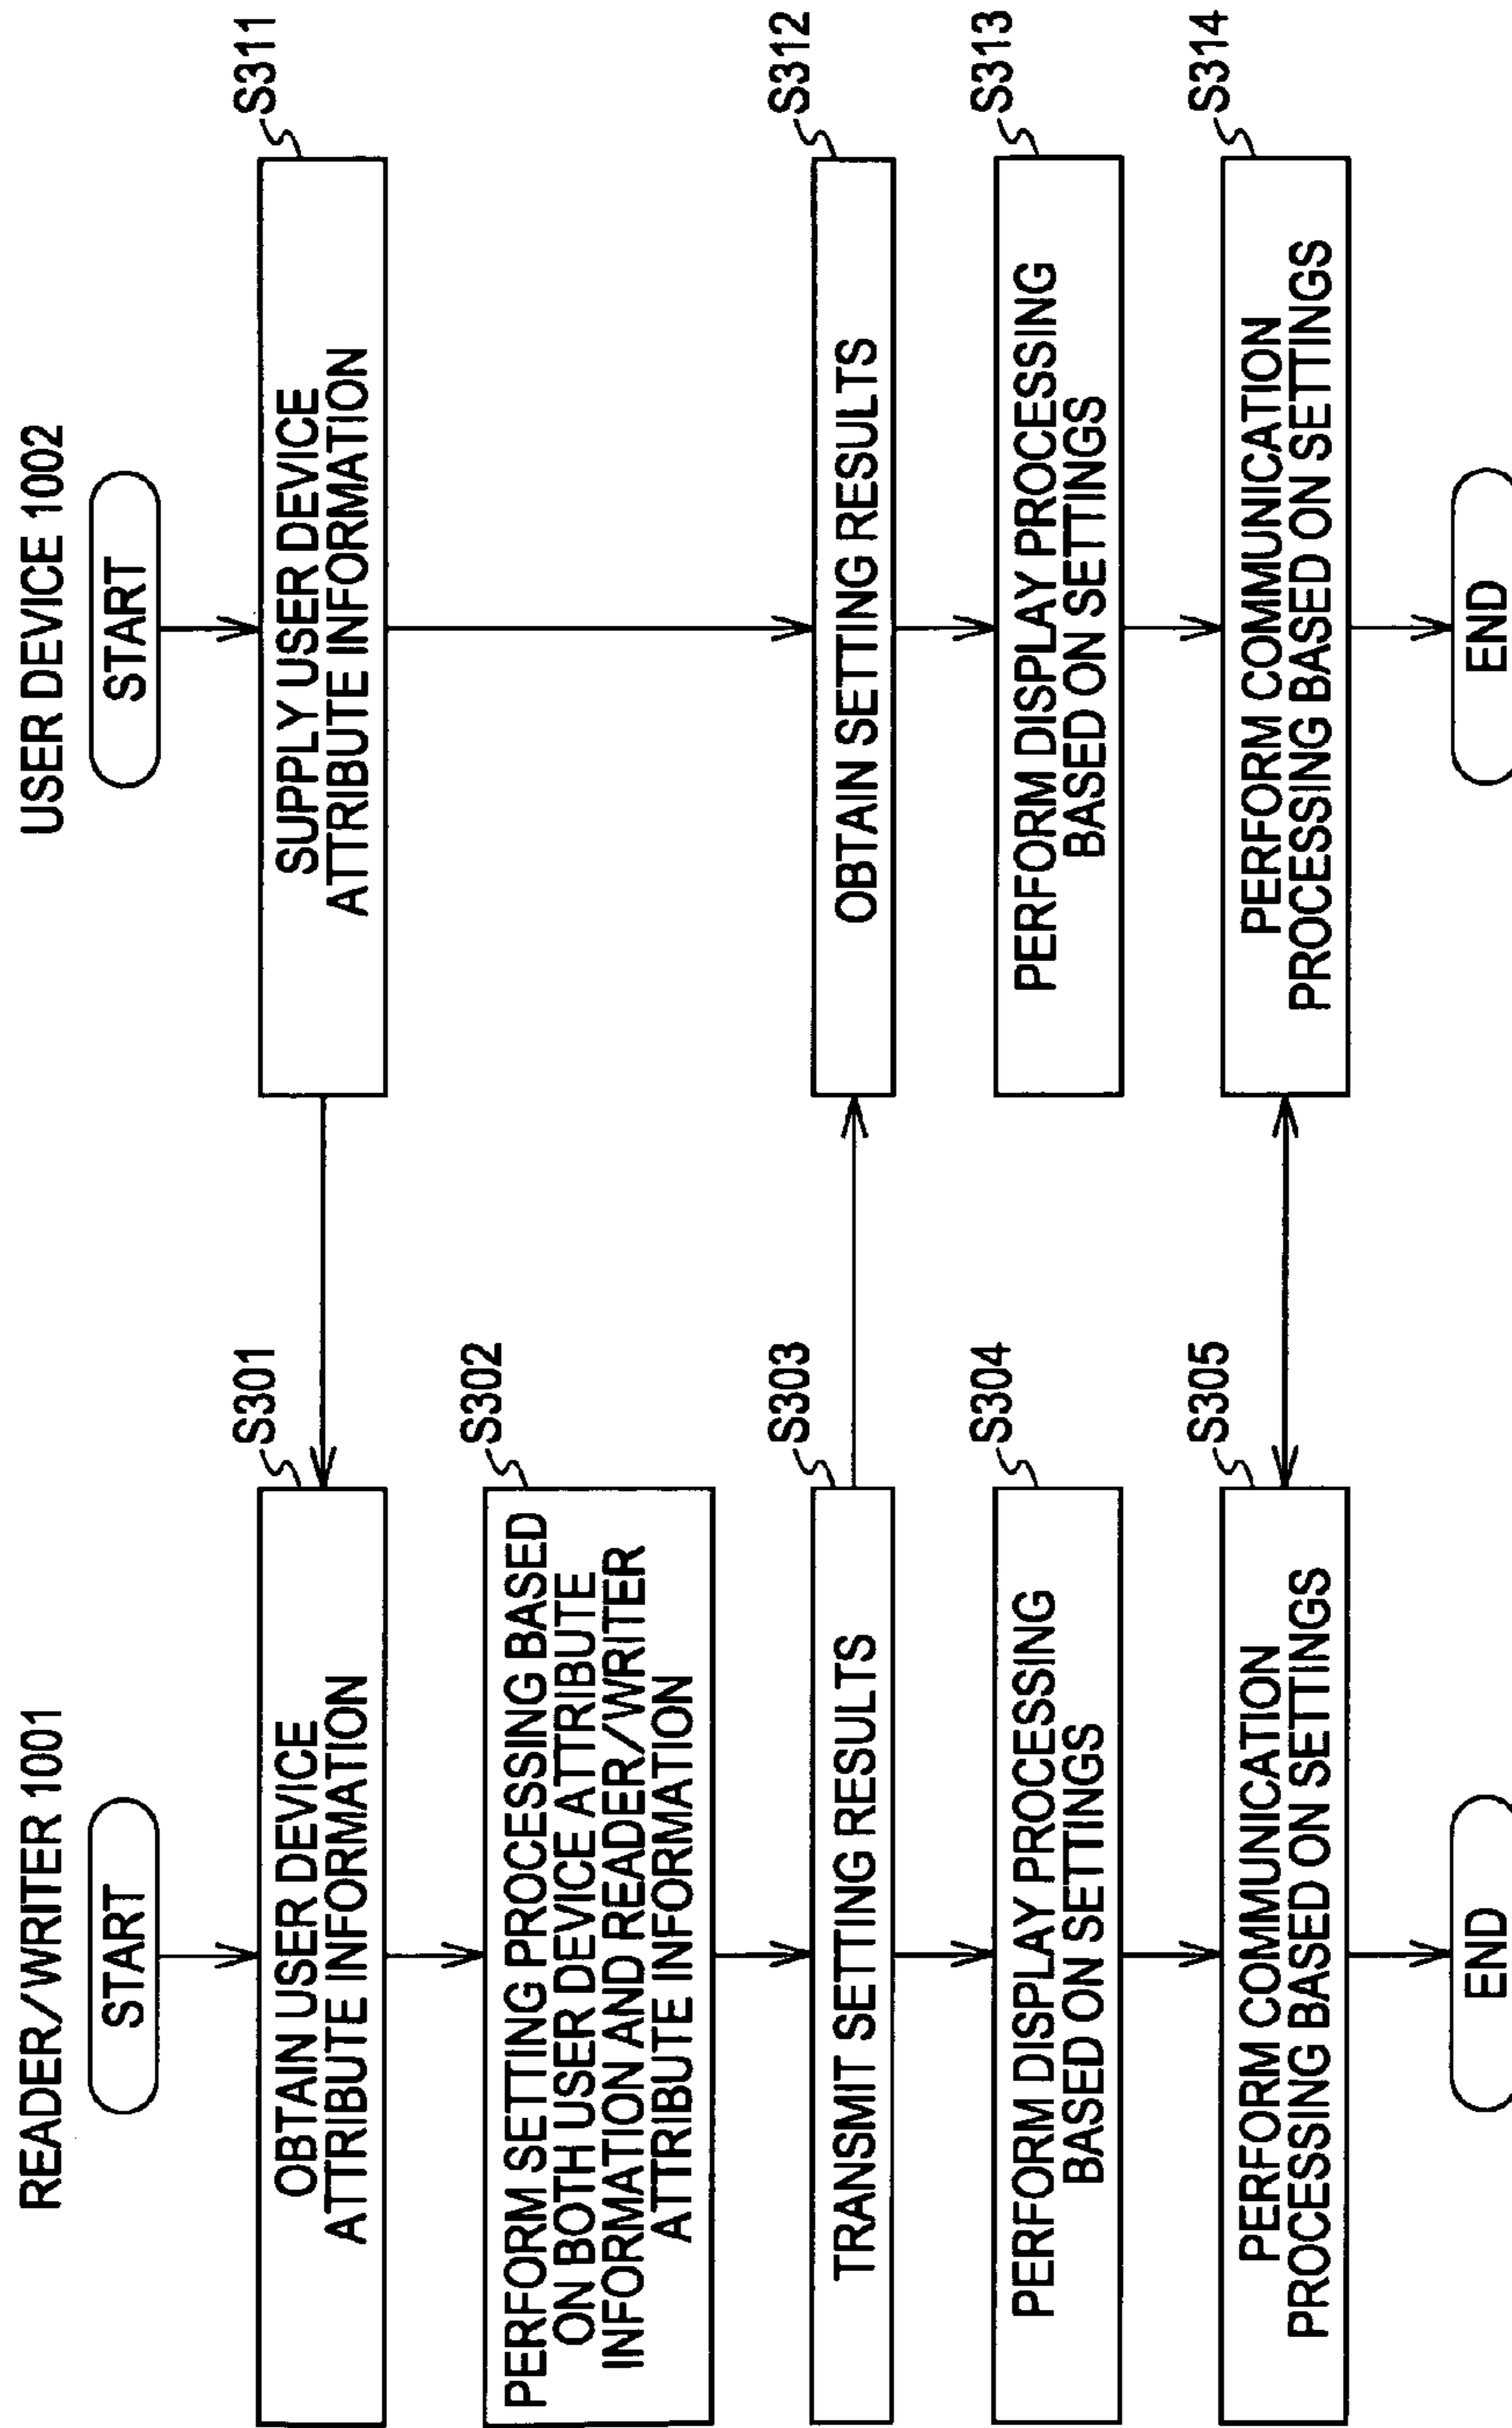 READER/WRITER 1001
START
S301
OBTAIN USER DEVICE
ATTRIBUTE INFORMATION
S302
PERFORM SETTING PROCESSING BASED
ON BOTH USER DEVICE ATTRIBUTE
INFORMATION AND READER/WRITER
ATTRIBUTE INFORMATION
S303
TRANSMIT SETTING RESULTS
S304
PERFORM DISPLAY PROCESSING
BASED ON SETTINGS
S305
PERFORM COMMUNICATION
PROCESSING BASED ON SETTINGS
END
USER DEVICE 1002
START
S311
SUPPLY USER DEVICE
ATTRIBUTE INFORMATION
S312
OBTAIN SETTING RESULTS
S313
PERFORM DISPLAY PROCESSING
BASED ON SETTINGS
S314
PERFORM COMMUNICATION
PROCESSING BASED ON SETTINGS
END